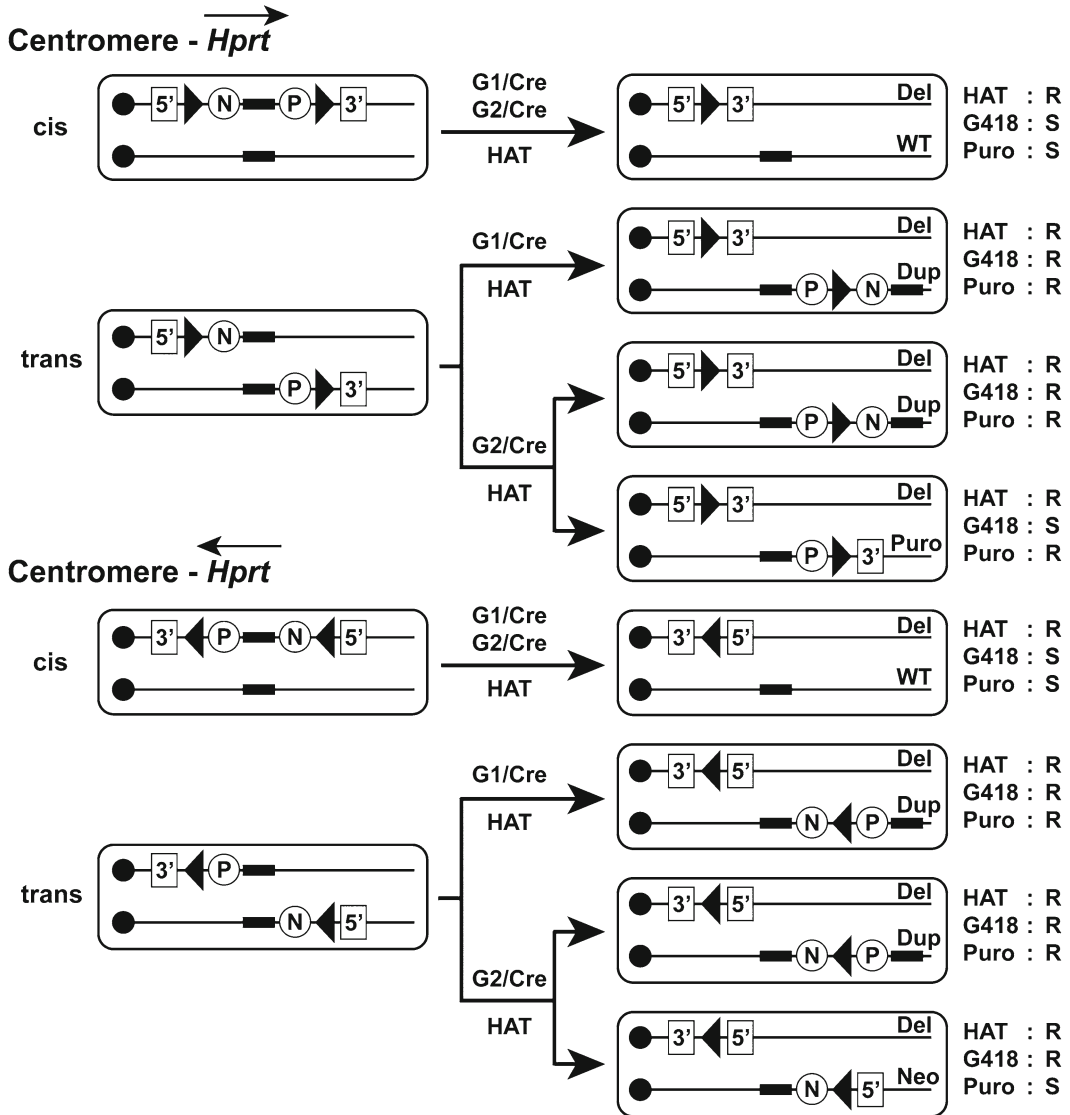 Centromere - Hprt
cis
5' N P 3'
G1/Cre
G2/Cre
HAT
5' 3' Del
WT
HAT : R
G418 : S
Puro : S
trans
5' N
P 3'
G1/Cre
HAT
5' 3' Del
P N Dup
HAT : R
G418 : R
Puro : R
G2/Cre
HAT
5' 3' Del
P N Dup
HAT : R
G418 : R
Puro : R
5' 3' Del
P 3' Puro
HAT : R
G418 : S
Puro : R
Centromere - Hprt
cis
3' P N 5'
G1/Cre
G2/Cre
HAT
3' 5' Del
WT
HAT : R
G418 : S
Puro : S
trans
3' P
N 5'
G1/Cre
HAT
3' 5' Del
N P Dup
HAT : R
G418 : R
Puro : R
G2/Cre
HAT
3' 5' Del
N P Dup
HAT : R
G418 : R
Puro : R
3' 5' Del
N 5' Neo
HAT : R
G418 : R
Puro : S